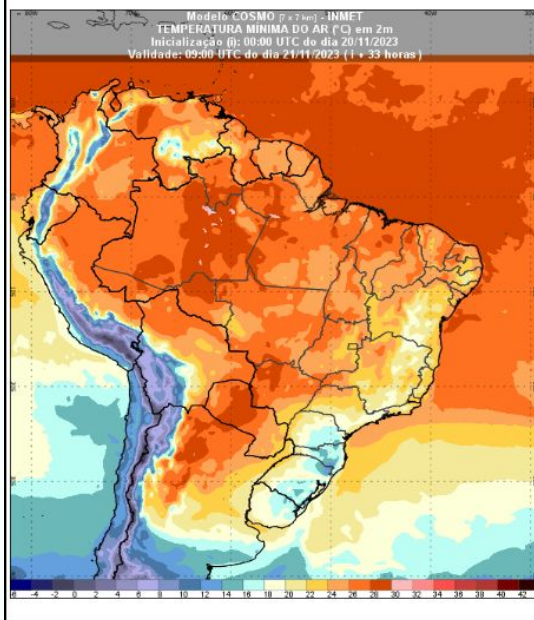 Modelo COSMO [7 x 7 km] - INMET
TEMPERATURA MÍNIMA DO AR (°C) em 2m
Inicialização (i): 00:00 UTC do dia 20/11/2023
Validade: 09:00 UTC do dia 21/11/2023 ( i + 33 horas )
-6 -4 -2 0 2 4 6 8 10 12 14 16 18 20 22 24 26 28 30 32 34 36 38 40 42